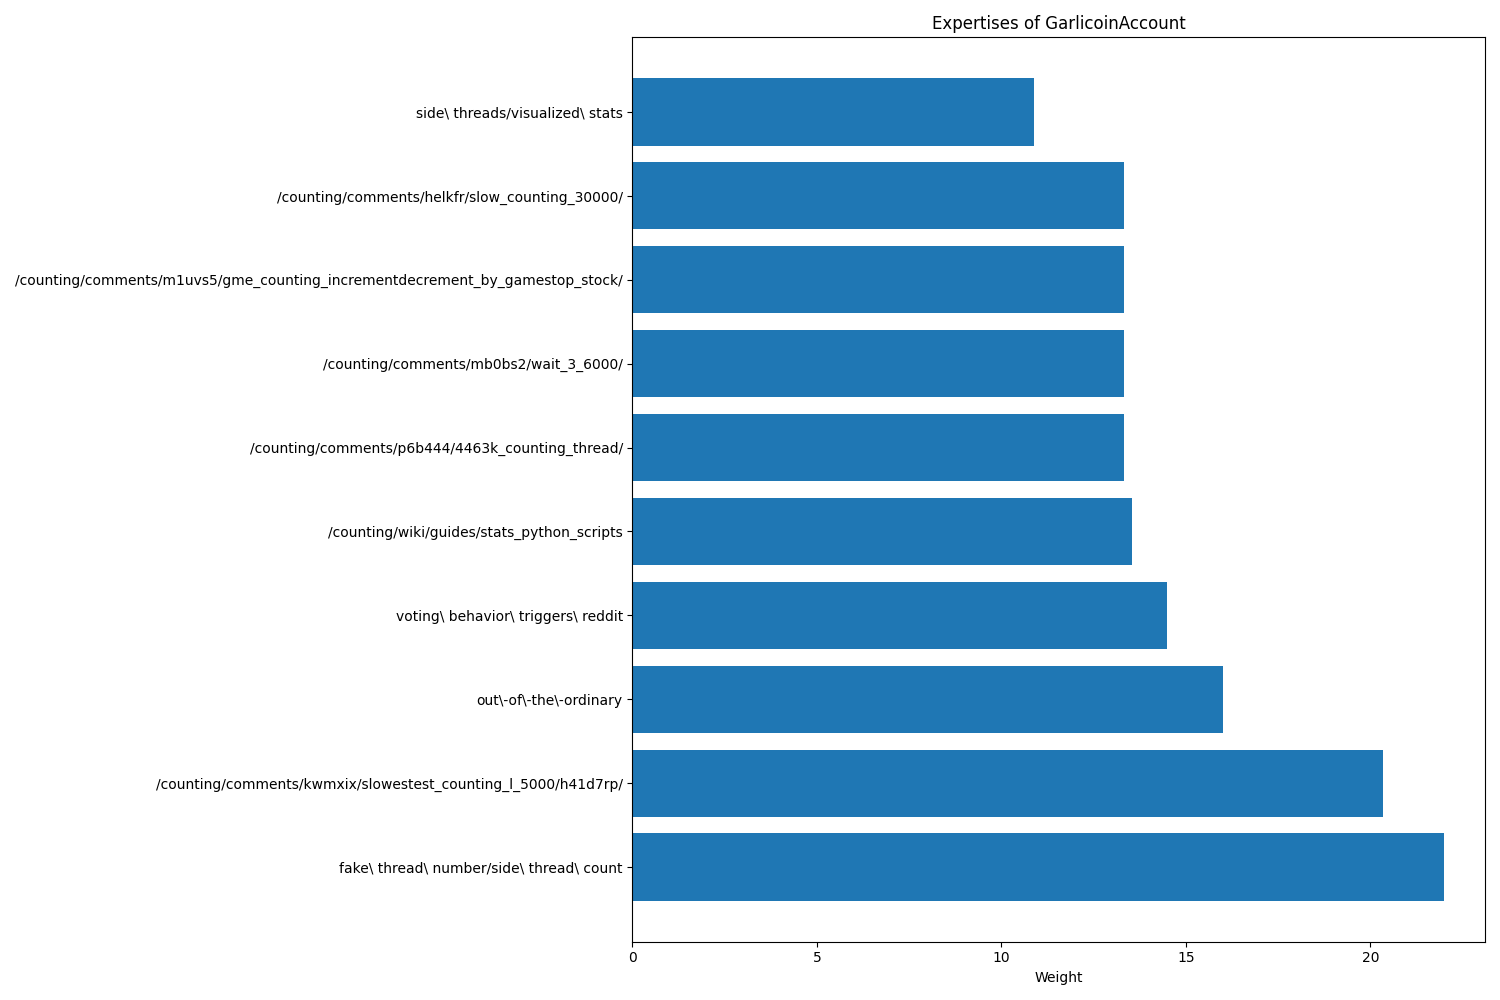 Expertises of GarlicoinAccount
side\ threads/visualized\ stats
/counting/comments/helkfr/slow_counting_30000/
/counting/comments/m1uvs5/gme_counting_incrementdecrement_by_gamestop_stock/
/counting/comments/mb0bs2/wait_3_6000/
/counting/comments/p6b444/4463k_counting_thread/
/counting/wiki/guides/stats_python_scripts
voting\ behavior\ triggers\ reddit
out\-of\-the\-ordinary
/counting/comments/kwmxix/slowestest_counting_l_5000/h41d7rp/
fake\ thread\ number/side\ thread\ count
0 5 10 15 20
Weight